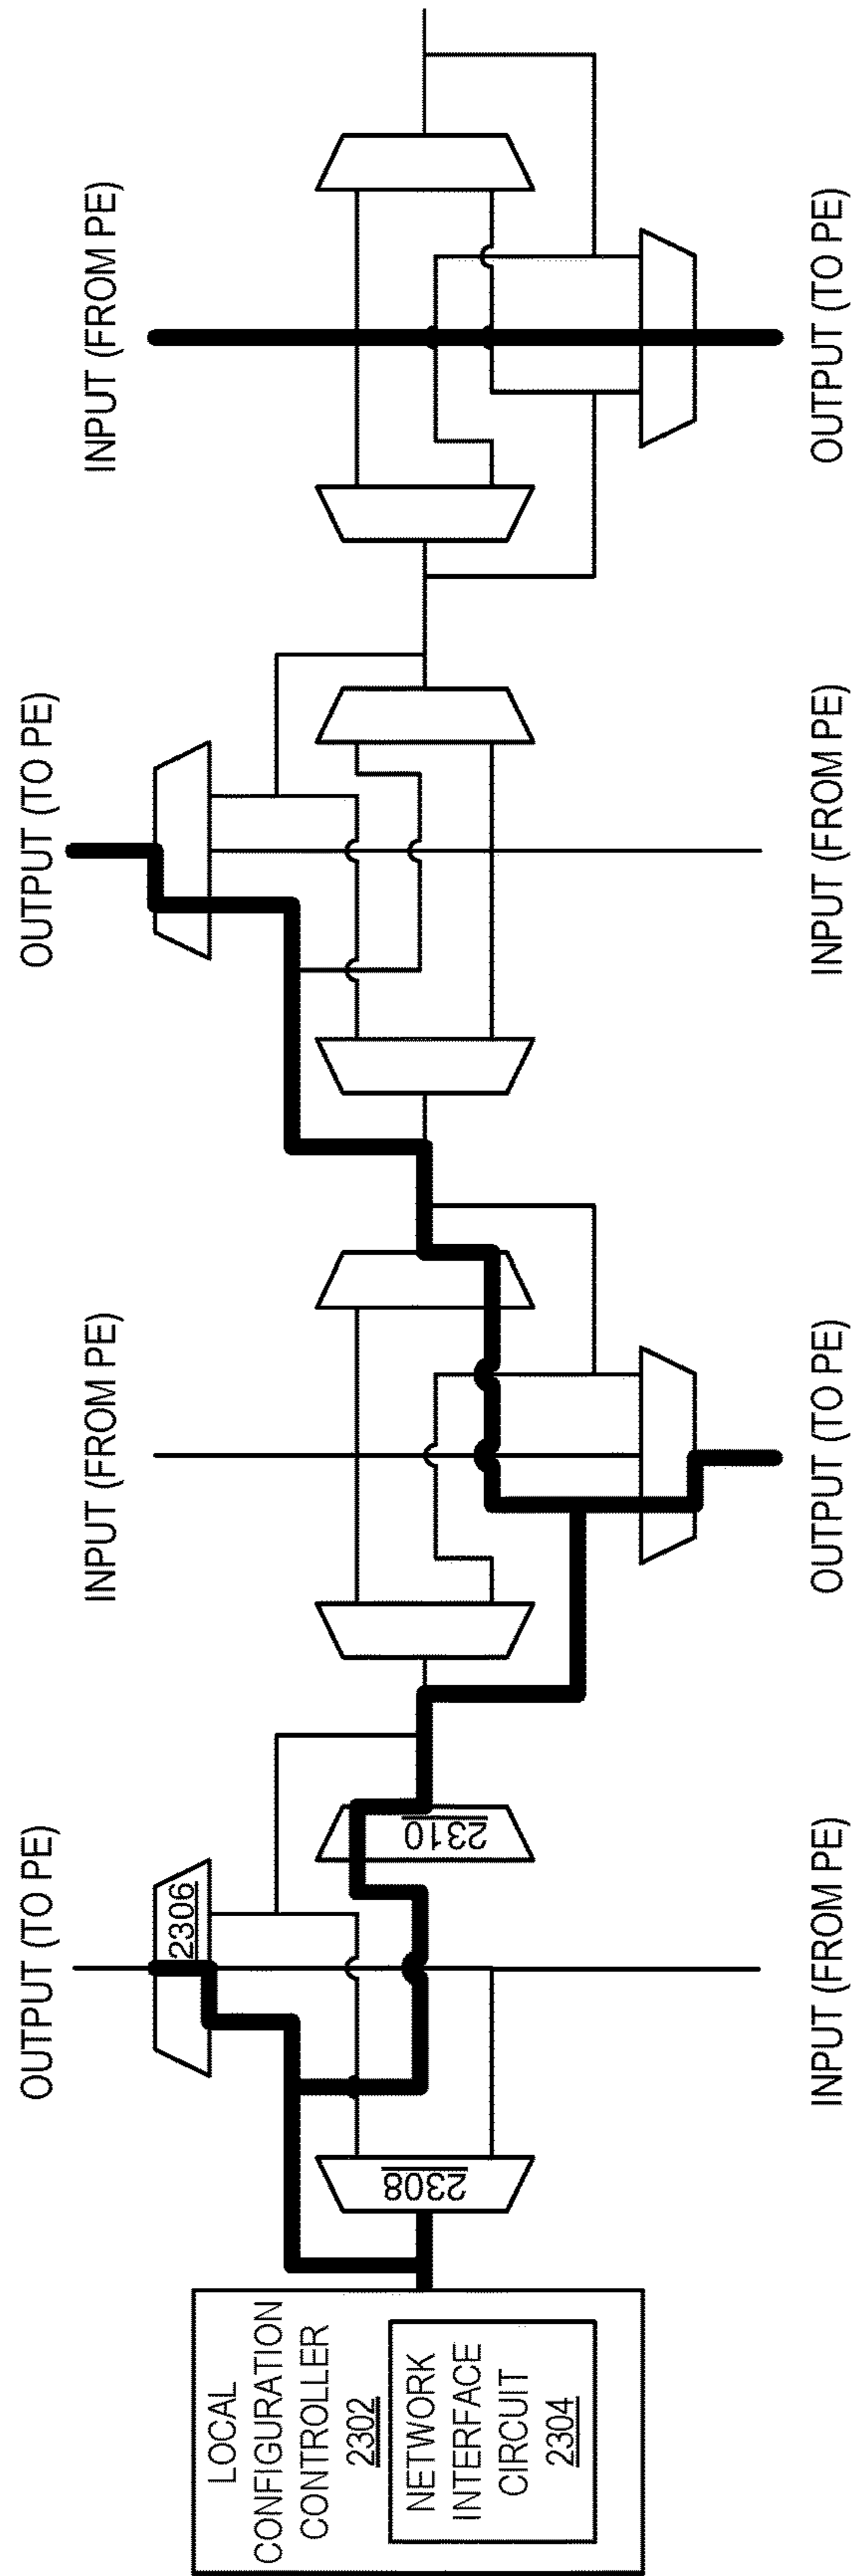 LOCAL
CONFIGURATION
CONTROLLER
2302
NETWORK
INTERFACE
CIRCUIT
2304
2308
2306
2310
OUTPUT (TO PE)
INPUT (FROM PE)
INPUT (FROM PE)
OUTPUT (TO PE)
OUTPUT (TO PE)
INPUT (FROM PE)
INPUT (FROM PE)
OUTPUT (TO PE)